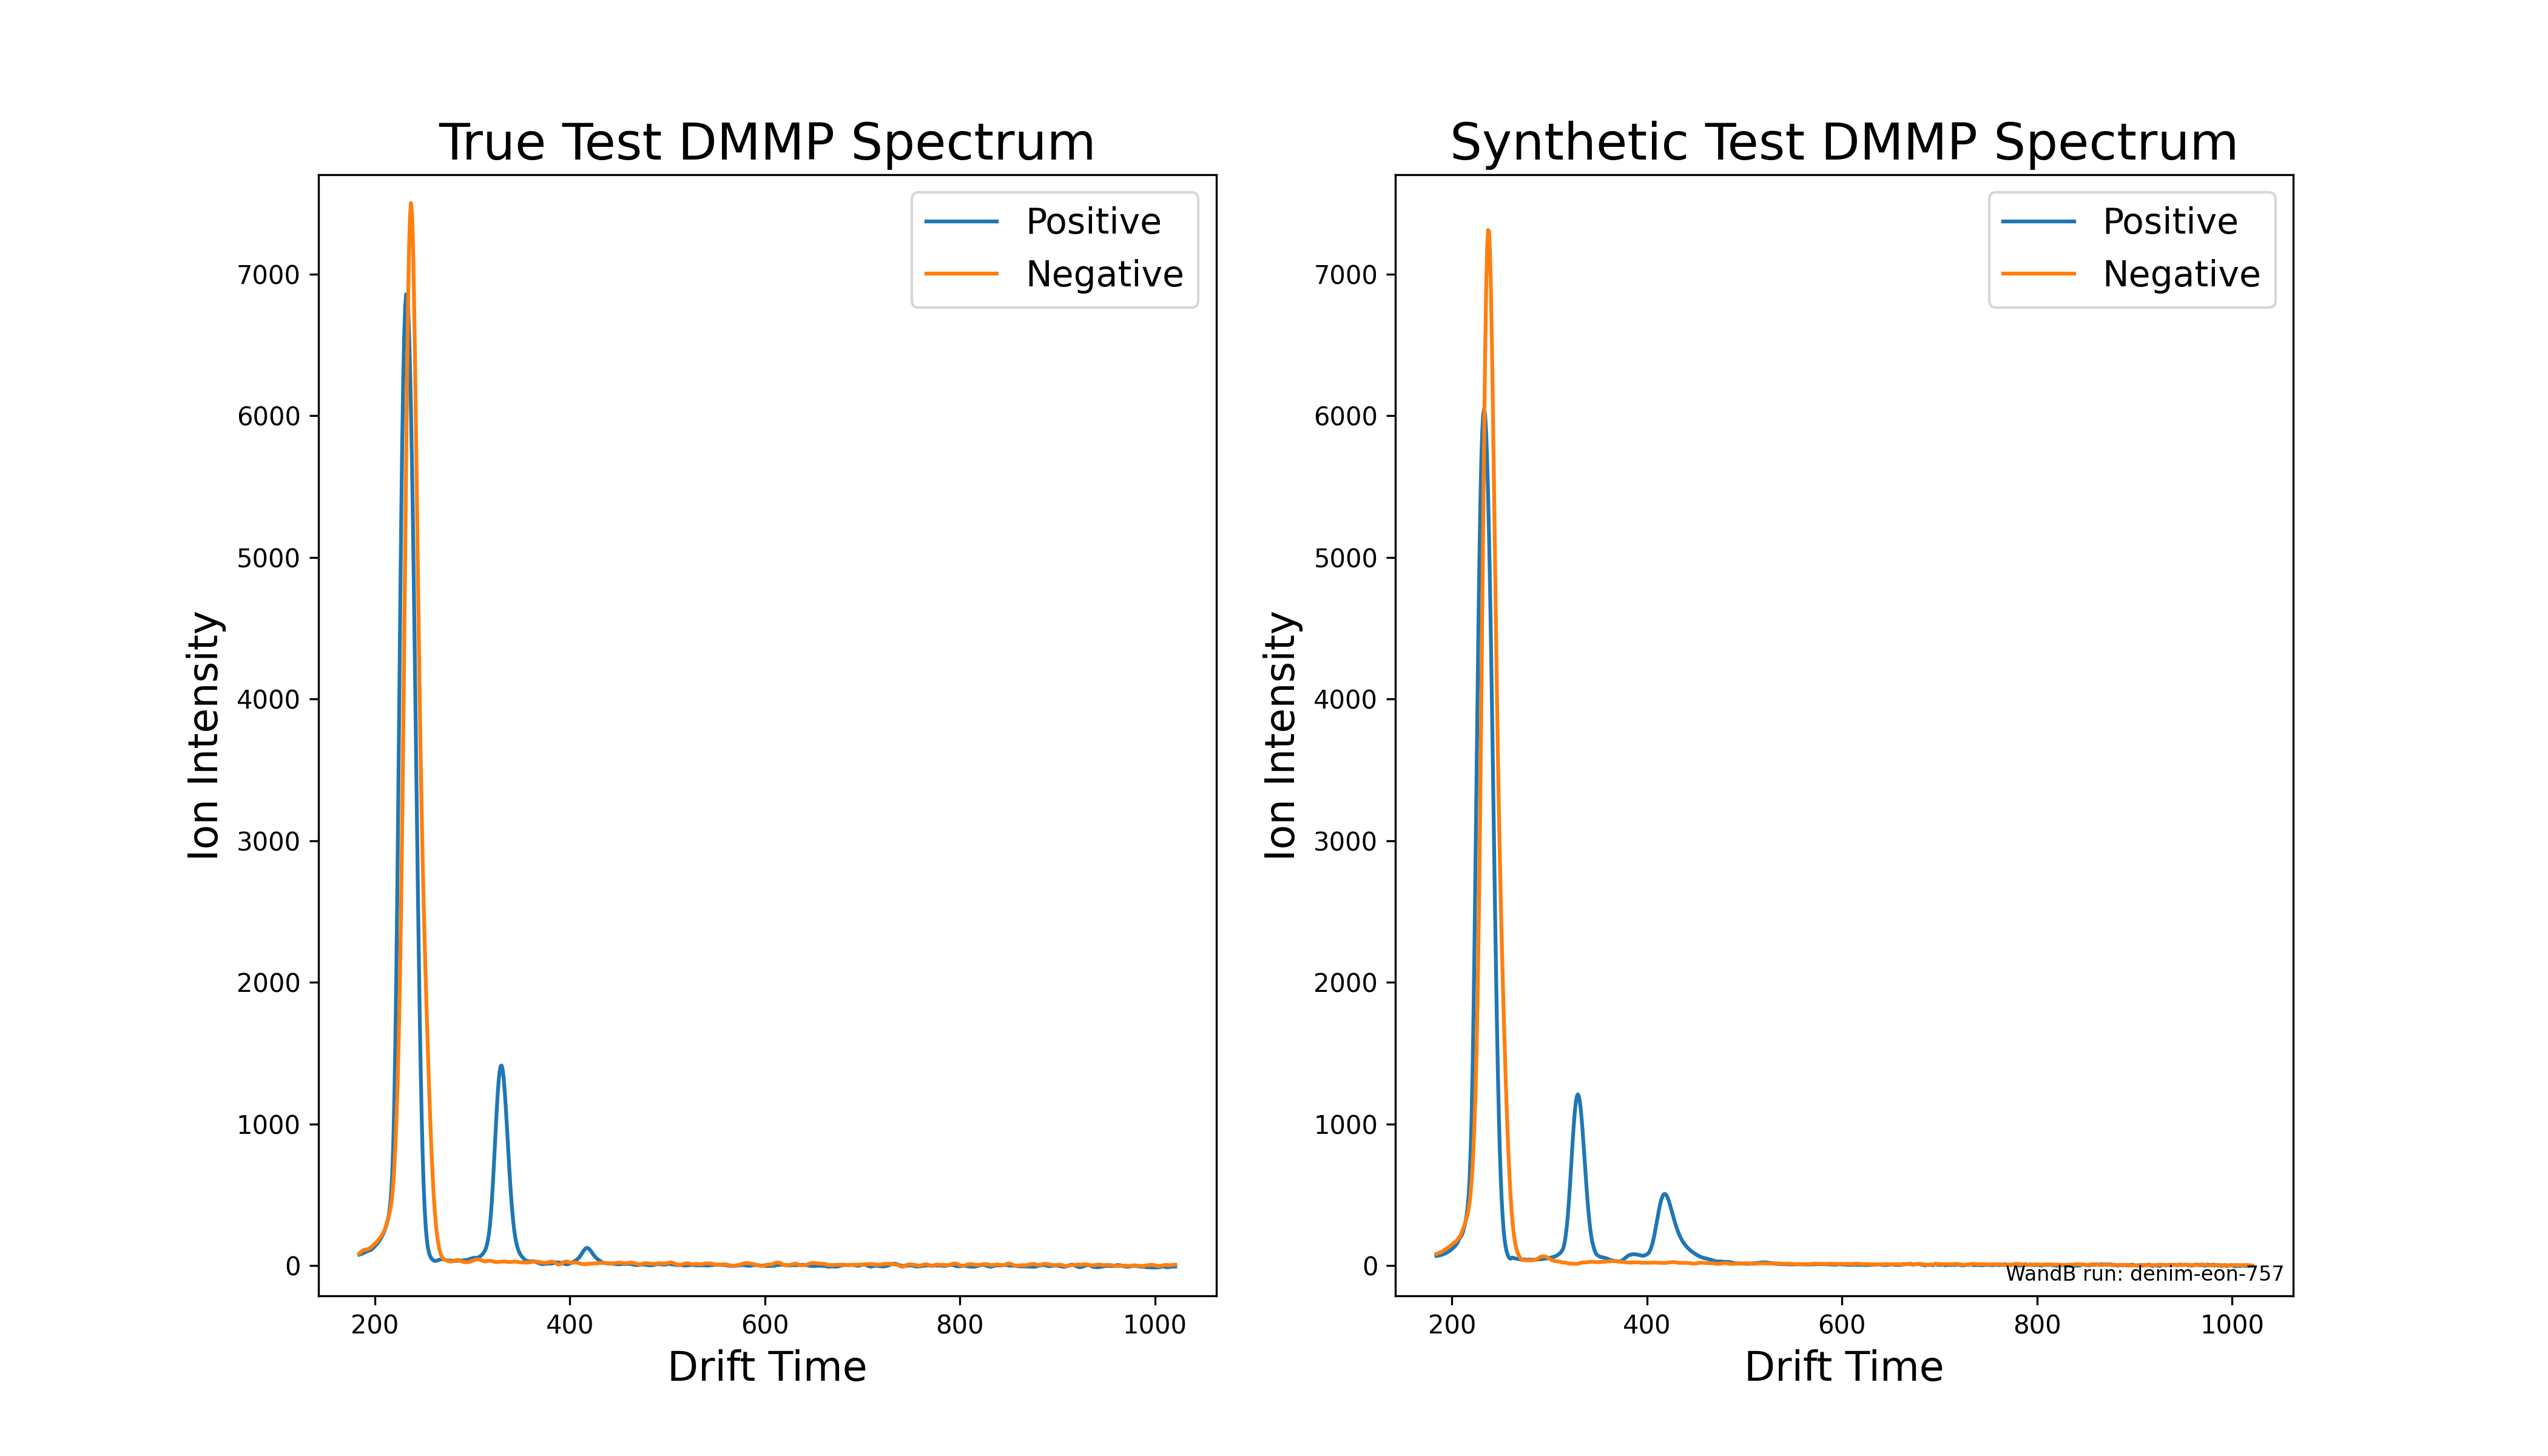 True Test DMMP Spectrum
Positive
Negative
7000
6000
5000
4000
3000
2000
1000
0
Ion Intensity
200 400 600 800 1000
Drift Time
Synthetic Test DMMP Spectrum
Positive
Negative
7000
6000
5000
4000
3000
2000
1000
0
Ion Intensity
WandB run: denim-eon-757
200 400 600 800 1000
Drift Time